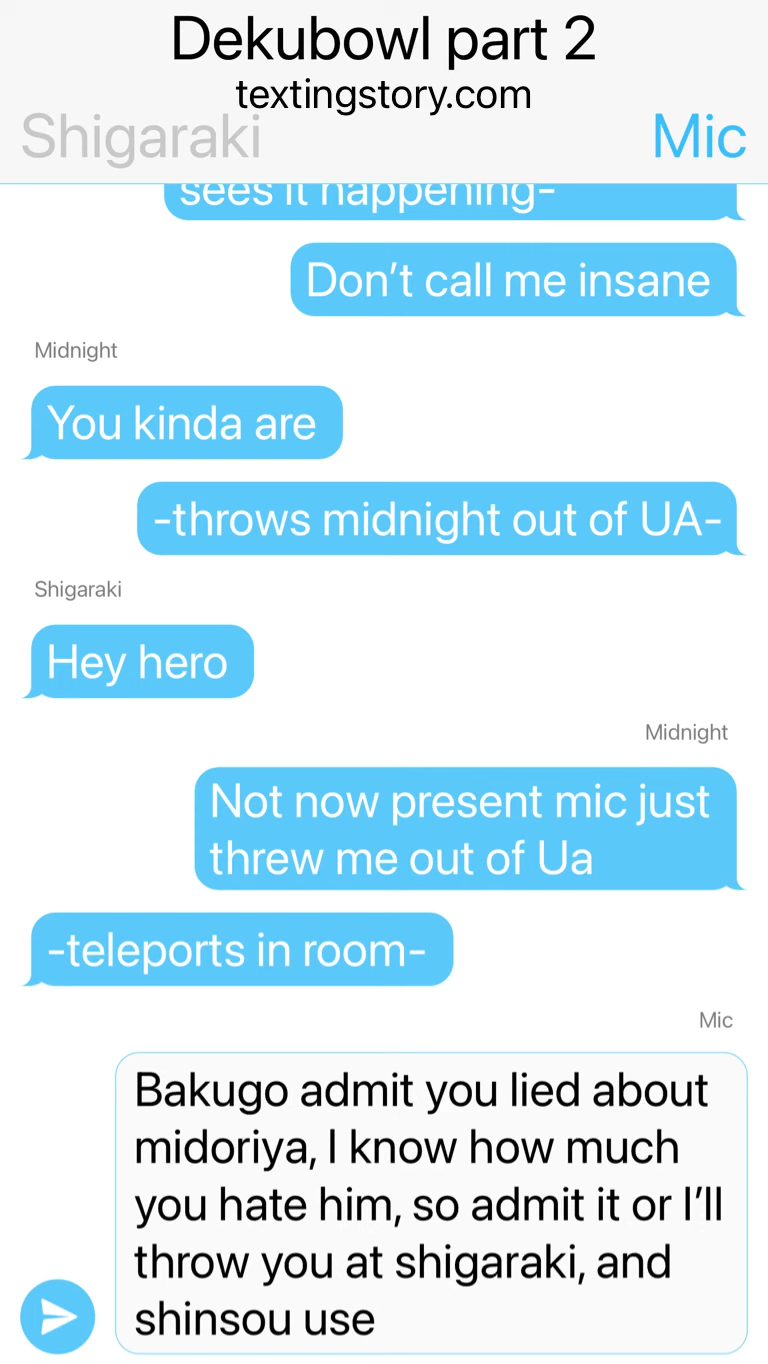 Dekubowl part 2
textingstory.com
Shigaraki
Mic
sees it happening-
Don’t call me insane
Midnight
You kinda are
-throws midnight out of UA-
Shigaraki
Hey hero
Midnight
Not now present mic just
threw me out of Ua
-teleports in room-
Mic
Bakugo admit you lied about
midoriya, I know how much
you hate him, so admit it or I’ll
throw you at shigaraki, and
shinsou use